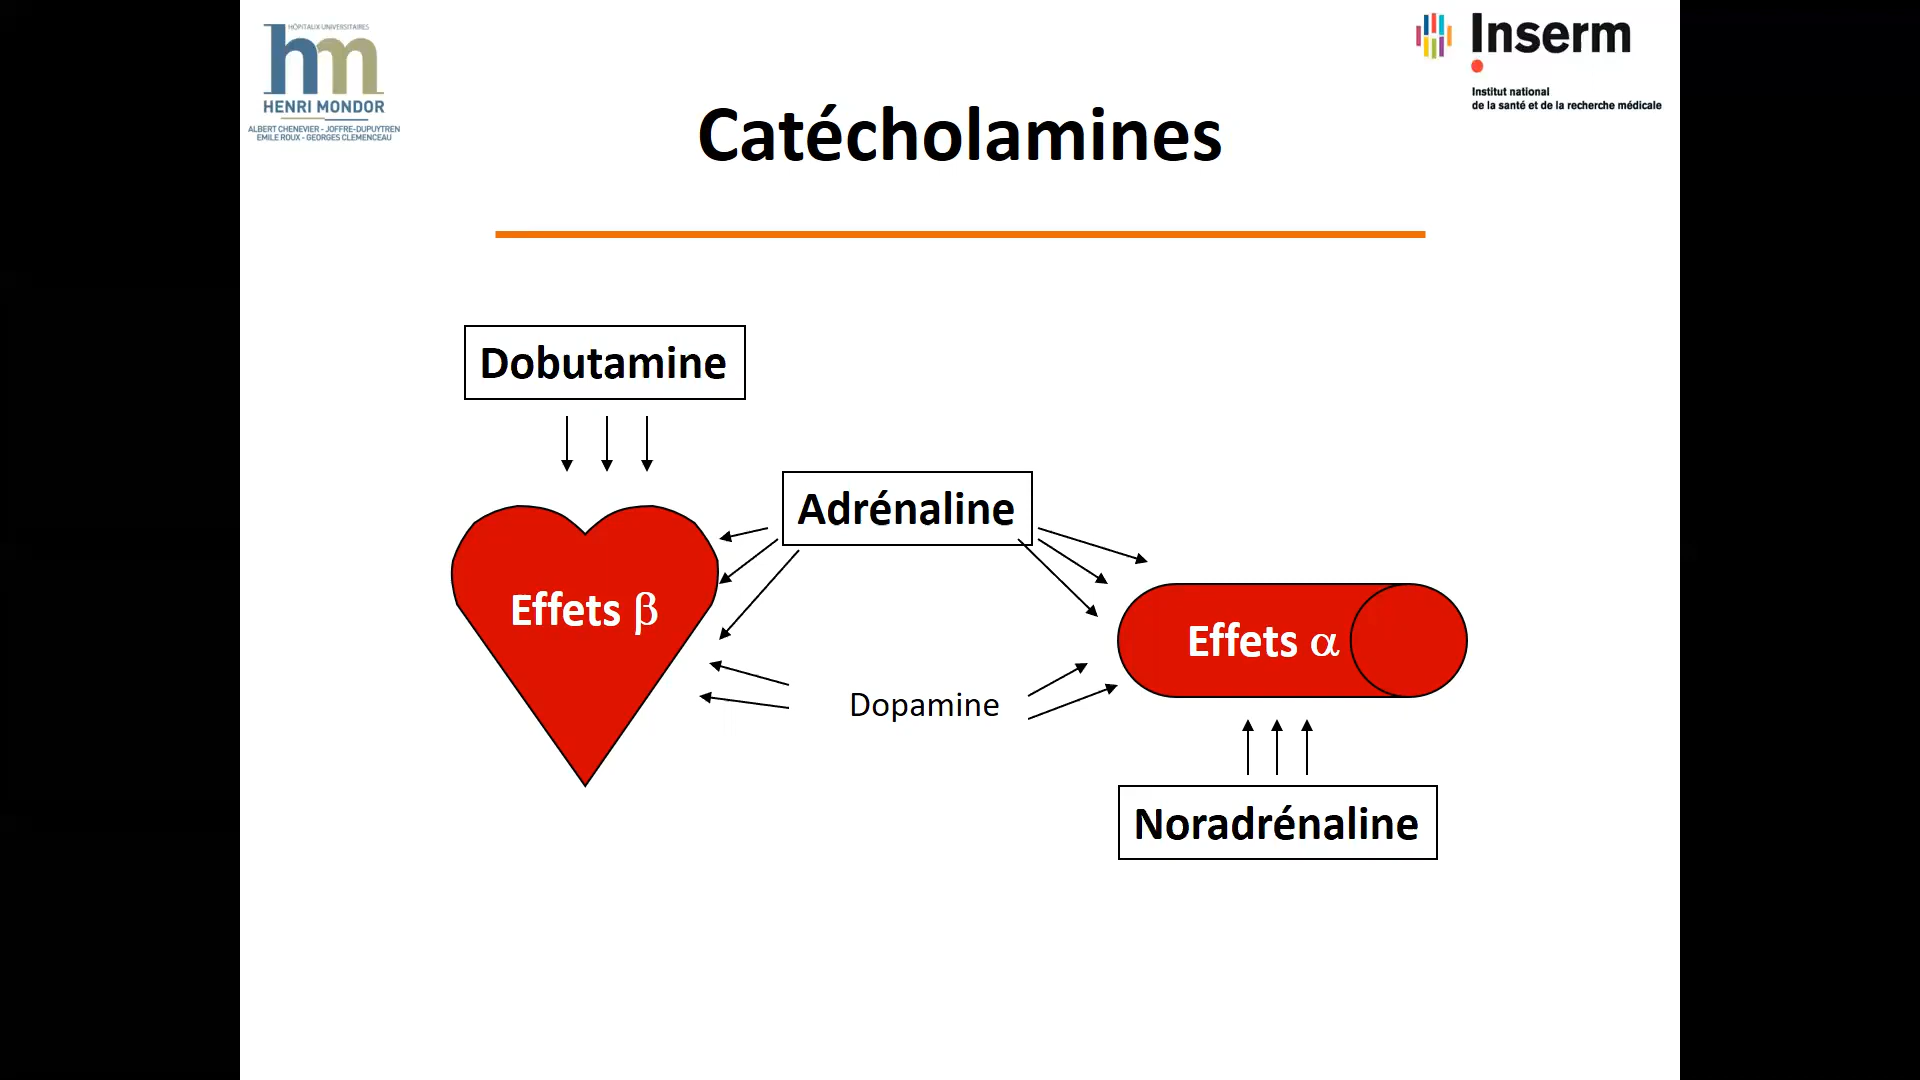 HÔPITAUX UNIVERSITAIRES
hm
HENRI MONDOR
ALBERT CHENEVIER - JOFFRE-DUPUYTREN
EMILE ROUX - GEORGES CLEMENCEAU
Inserm
Institut national
de la santé et de la recherche médicale
Catécholamines
Dobutamine
Adrénaline
Effets β
Effets α
Dopamine
Noradrénaline